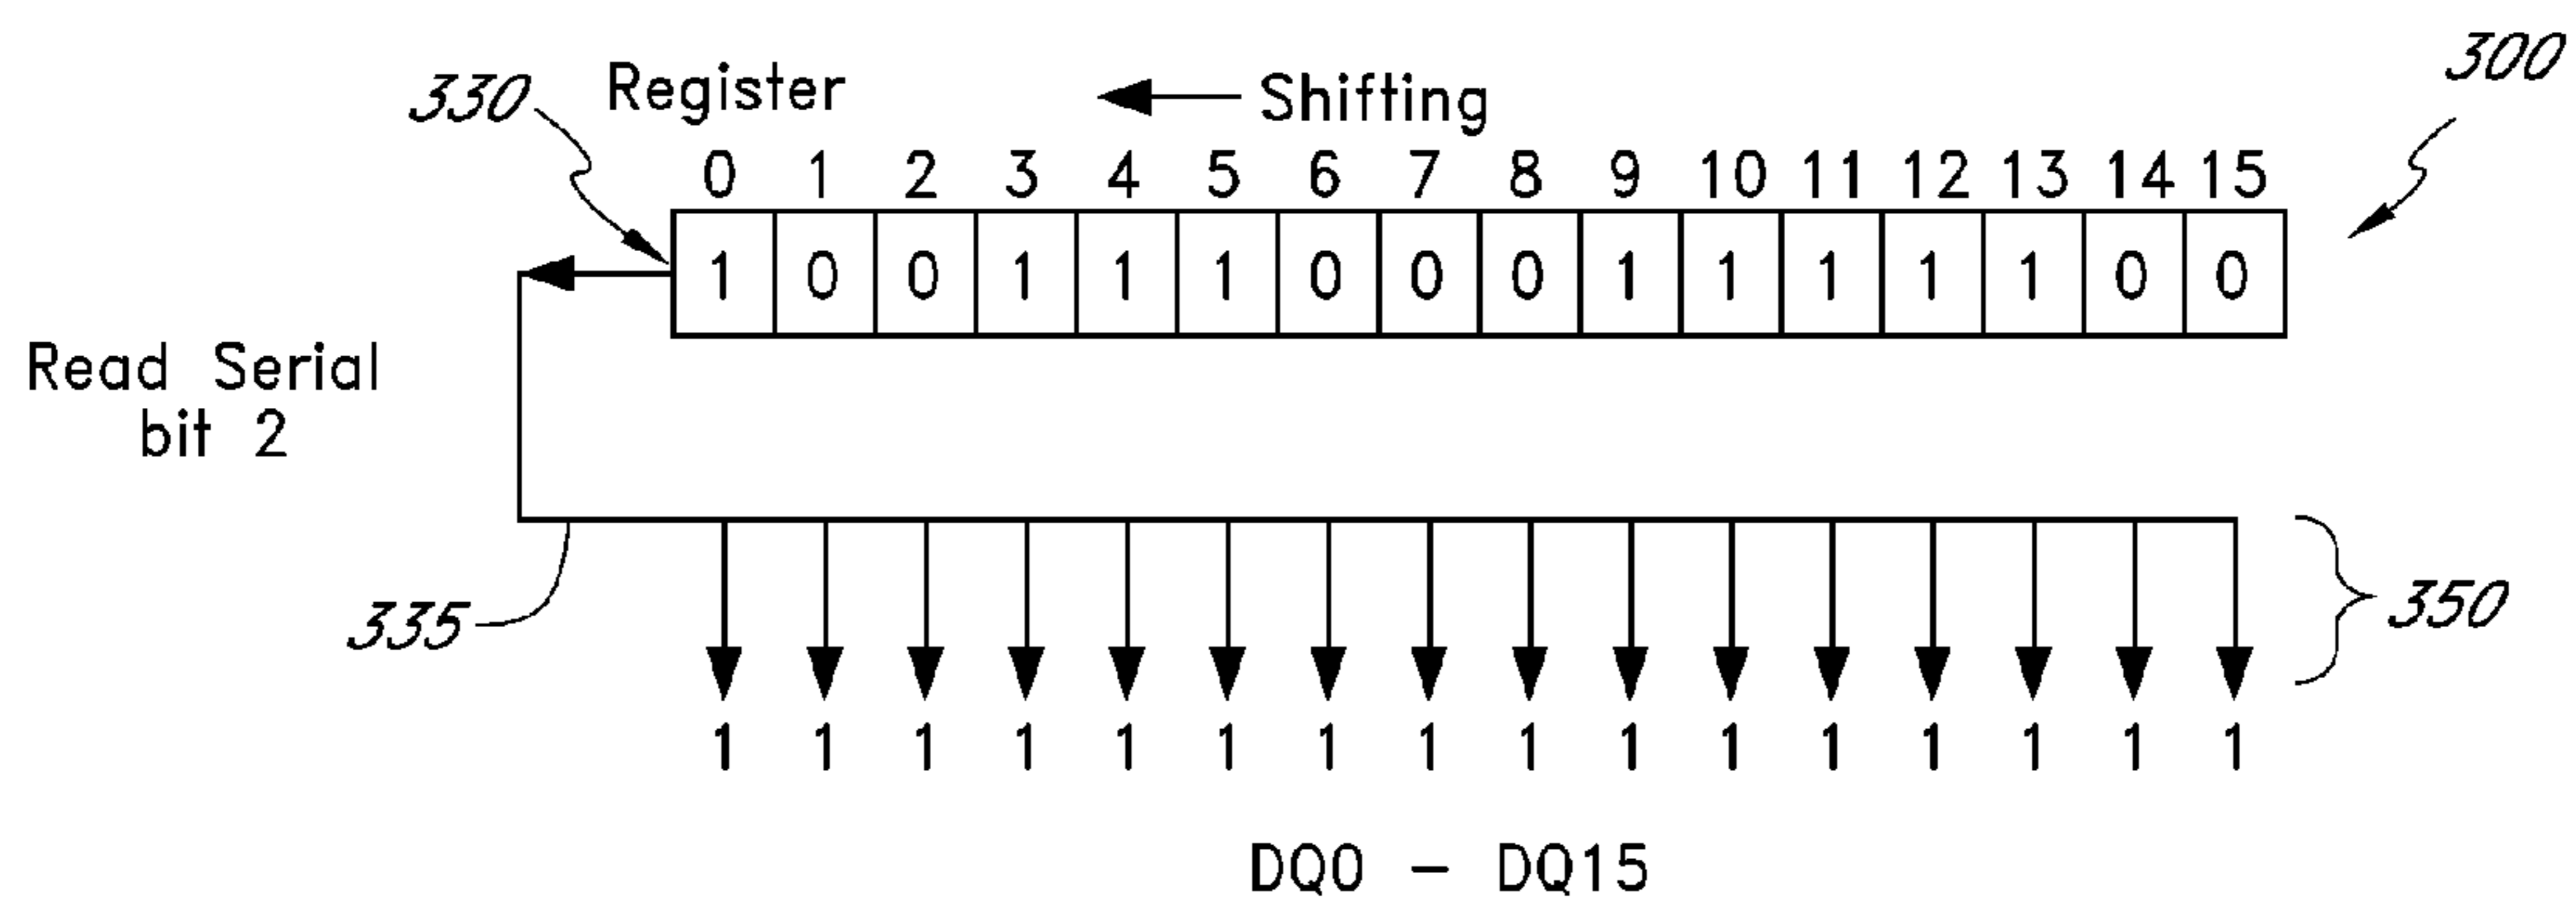 300
330 Register Shifting
0 1 2 3 4 5 6 7 8 9 10 11 12 13 14 15
1 0 0 1 1 1 0 0 0 1 1 1 1 1 0 0
Read Serial
bit 2
335 350
1 1 1 1 1 1 1 1 1 1 1 1 1 1 1 1
DQ0 - DQ15